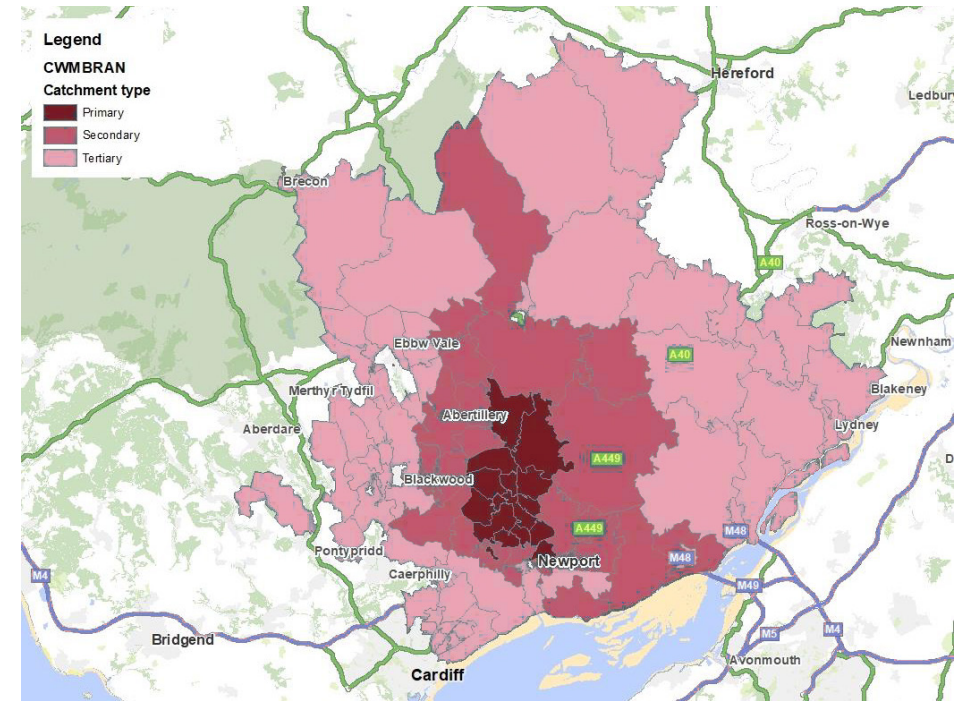 Legend
CWMBRAN
Catchment type
Primary
Secondary
Tertiary
Hereford
Ledbury
Brecon
Ross-on-Wye
A40
Ebbw Vale
A40
Newnham
Merthyr Tydfil
Blakeney
Abertillery
Aberdare
Lydney
A449
D
Blackwood
A449
M48
Pontypridd
Newport
M48
Caerphilly
M4
M49
Bridgend
M5
M4
Avonmouth
Cardiff